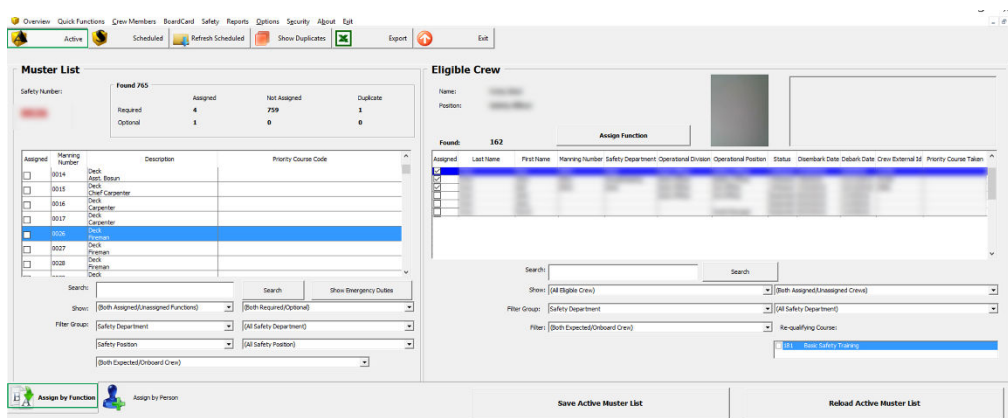 Overview Quick Functions Crew Members BoardCard Safety Reports Options Security About Exit
Active Scheduled Refresh Scheduled Show Duplicates Export Exit
Muster List
Safety Number:
Found 765
Assigned Not Assigned Duplicate
Required 4 759 1
Optional 1 0 0
Assigned Manning Number Description Priority Course Code
0014 Deck
Asst. Bosun
0015 Deck
Chief Carpenter
0016 Deck
Carpenter
0017 Deck
Carpenter
0026 Deck
Fireman
0027 Deck
Fireman
0028 Deck
Fireman
Deck
Search: Search Show Emergency Duties
Show: (Both Assigned/Unassigned Functions) (Both Required/Optional)
Filter Group: Safety Department (All Safety Department)
Safety Position (All Safety Position)
(Both Expected/Onboard Crew)
Eligible Crew
Name:
Position:
Found: 162
Assign Function
Assigned Last Name First Name Manning Number Safety Department Operational Division Operational Position Status Disembark Date Debark Date Crew External Id Priority Course Taken
Search: Search
Show: (All Eligible Crew) (Both Assigned/Unassigned Crews)
Filter Group: Safety Department (All Safety Department)
Filter: (Both Expected/Onboard Crew) Re-qualifying Course:
181 Basic Safety Training
Assign by Function Assign by Person Save Active Muster List Reload Active Muster List